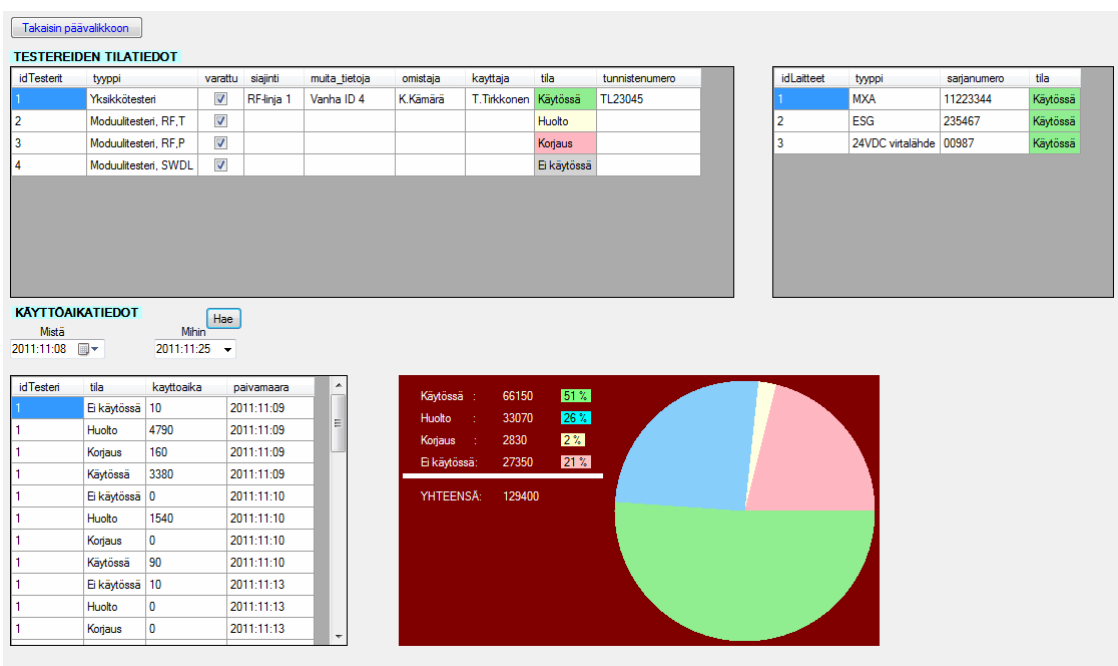 Takaisin päävalikkoon
TESTEREIDEN TILATIEDOT
idTesterit tyyppi varattu siajinti muita_tietoja omistaja kayttaja tila tunnistenumero
1 Yksikkötesteri RF-linja 1 Vanha ID 4 K.Kämärä T.Tirkkonen Käytössä TL23045
2 Moduulitesteri, RF,T Huolto
3 Moduulitesteri, RF,P Korjaus
4 Moduulitesteri, SWDL Ei käytössä
idLaitteet tyyppi sarjanumero tila
1 MXA 11223344 Käytössä
2 ESG 235467 Käytössä
3 24VDC virtalähde 00987 Käytössä
KÄYTTÖAIKATIEDOT
Hae
Mistä Mihin
2011:11:08 2011:11:25
idTesteri tila kayttoaika paivamaara
1 Ei käytössä 10 2011:11:09
1 Huolto 4790 2011:11:09
1 Korjaus 160 2011:11:09
1 Käytössä 3380 2011:11:09
1 Ei käytössä 0 2011:11:10
1 Huolto 1540 2011:11:10
1 Korjaus 0 2011:11:10
1 Käytössä 90 2011:11:10
1 Ei käytössä 10 2011:11:13
1 Huolto 0 2011:11:13
1 Korjaus 0 2011:11:13
Käytössä : 66150 51 %
Huolto : 33070 26 %
Korjaus : 2830 2 %
Ei käytössä: 27350 21 %
YHTEENSÄ: 129400